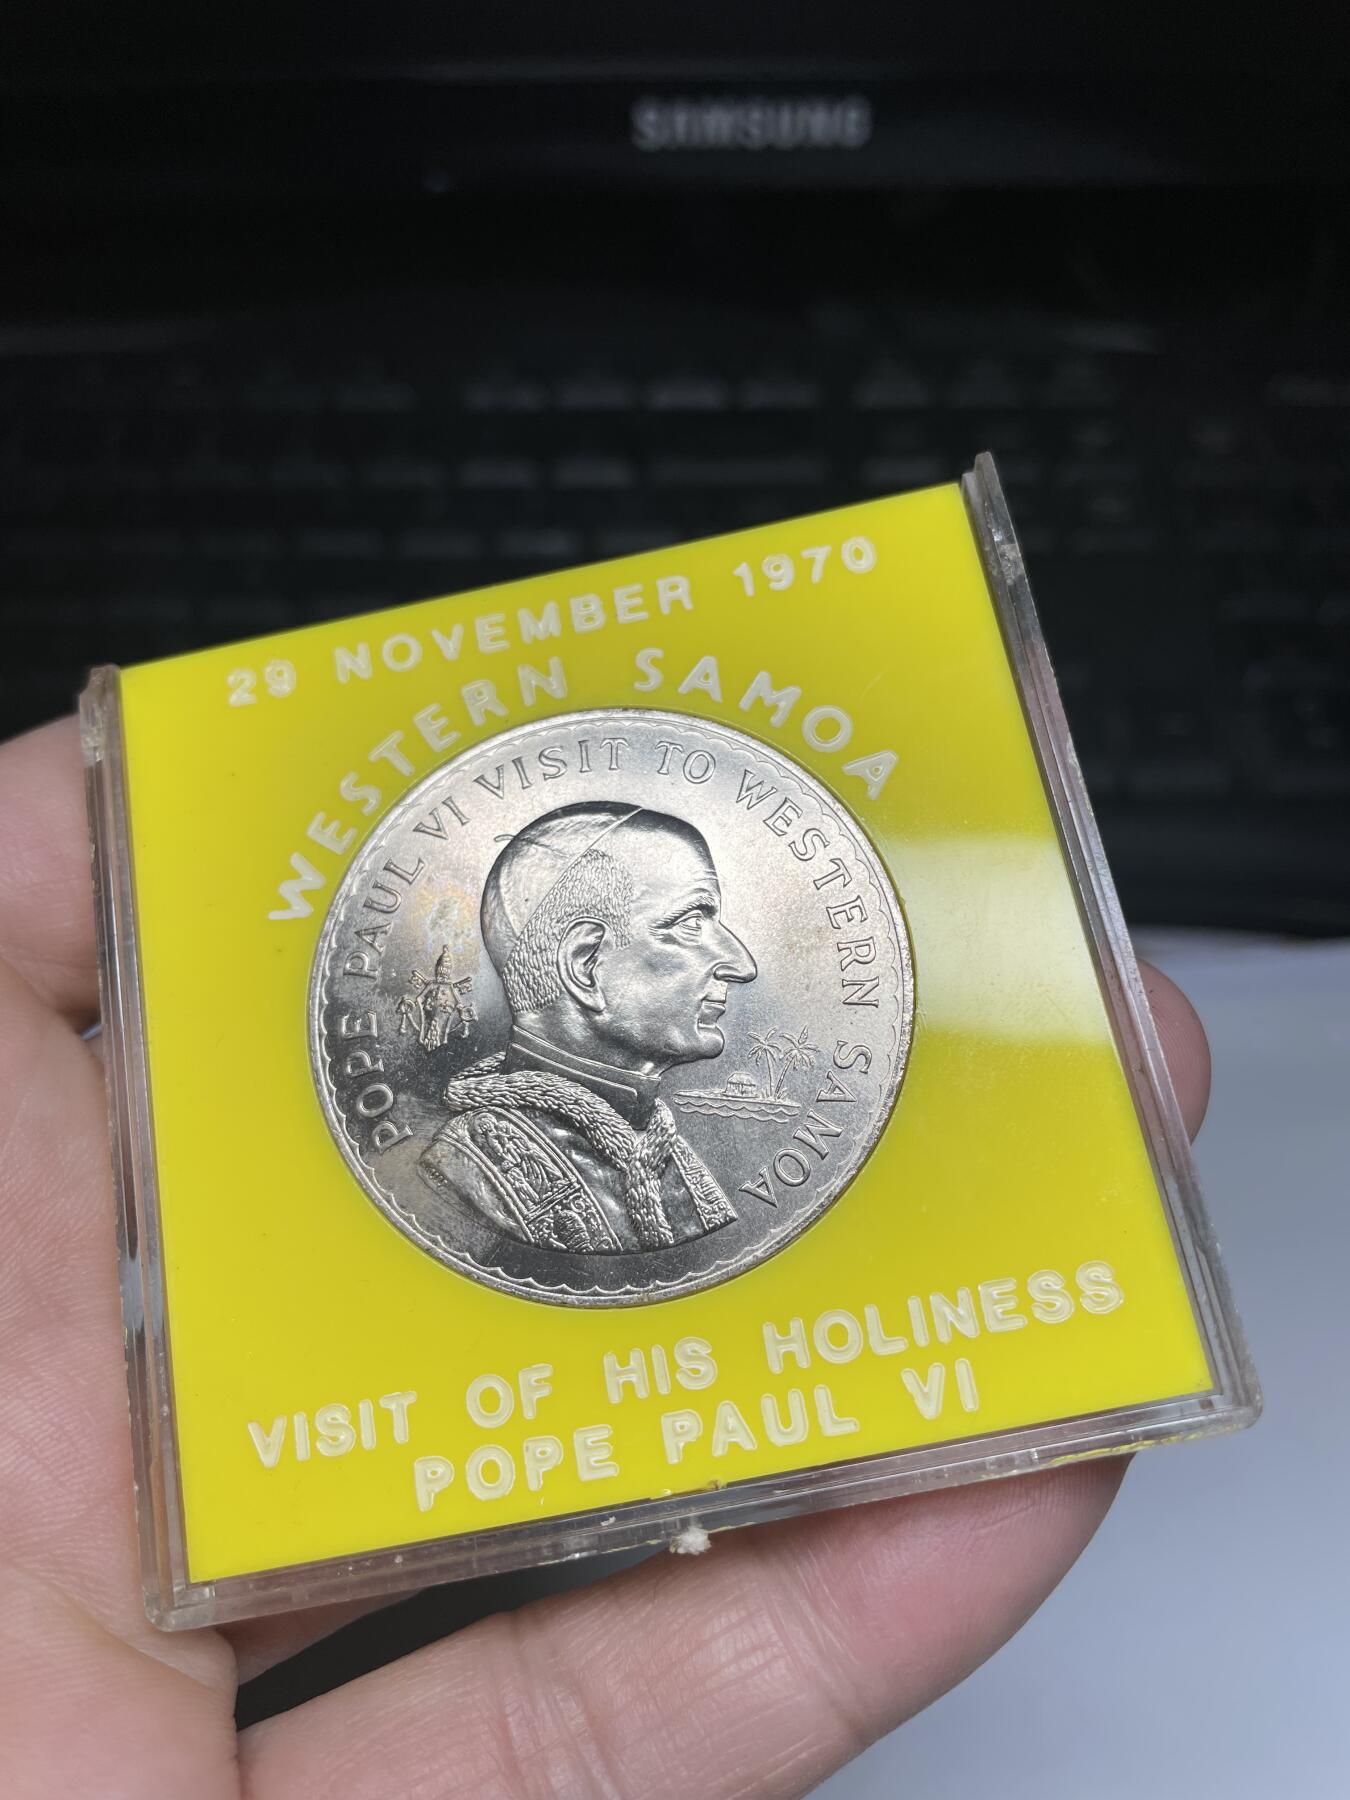 SAMSUNG
29 NOVEMBER 1970
WESTERN SAMOA
POPE PAUL VI VISIT TO WESTERN SAMOA
VISIT OF HIS HOLINESS
POPE PAUL VI